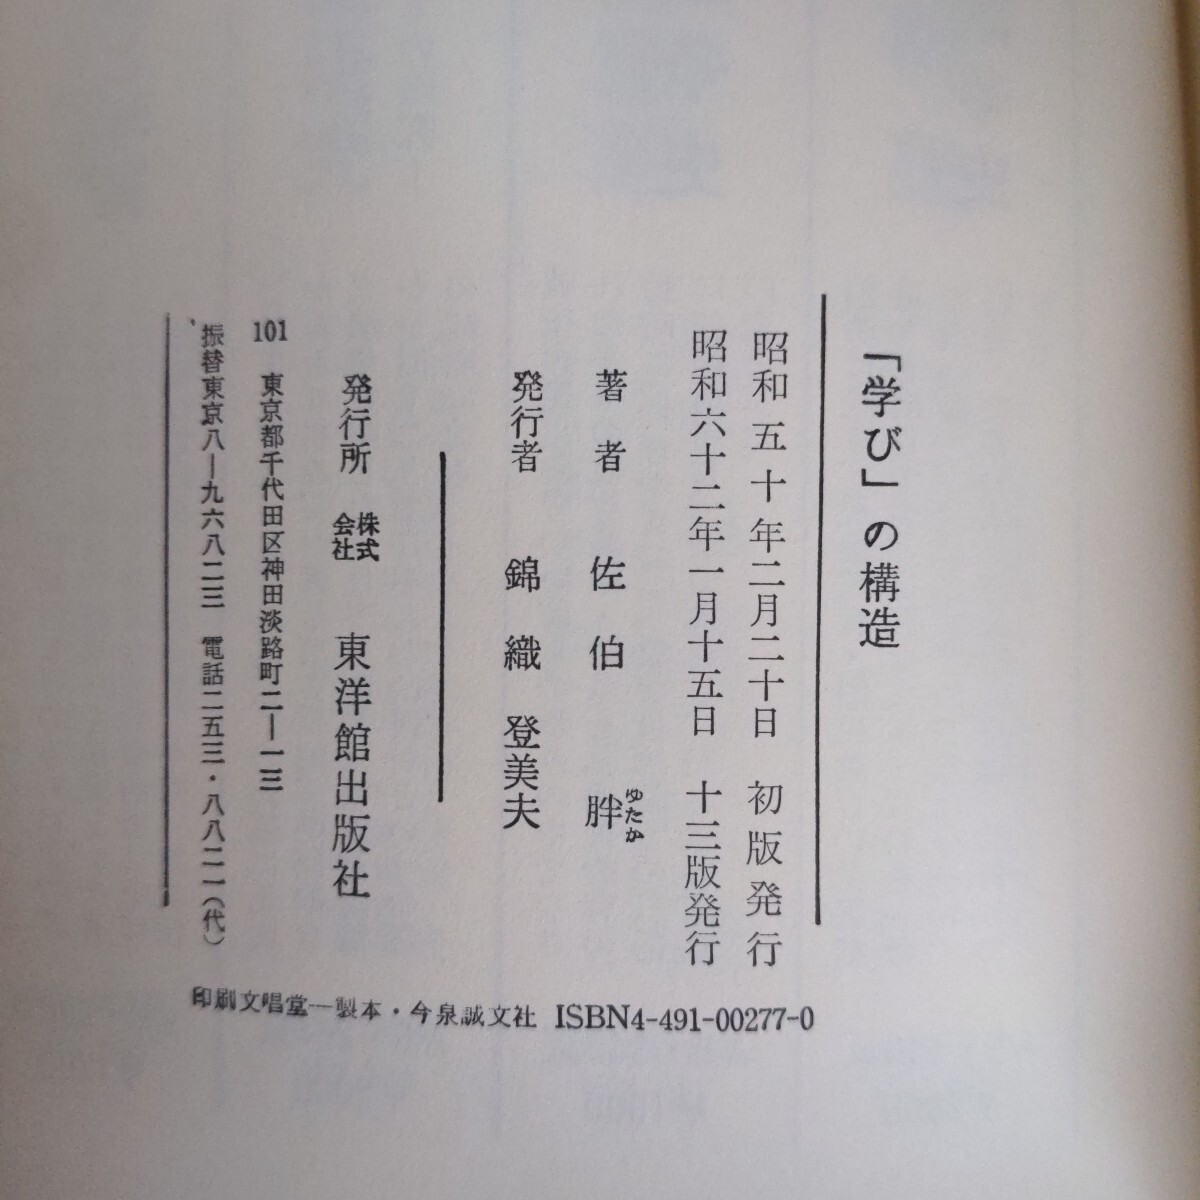 「学び」の構造
昭和五十年二月二十日 初版発行
昭和六十二年一月十五日 十三版発行
著者 佐伯胖
ゆたか
発行者 錦織登美夫
発行所 株式会社 東洋館出版社
101 東京都千代田区神田淡路町二―一三
振替東京八―九六八二三 電話二五三・八八二一(代)
印刷文唱堂―製本・今泉誠文社 ISBN4-491-00277-0